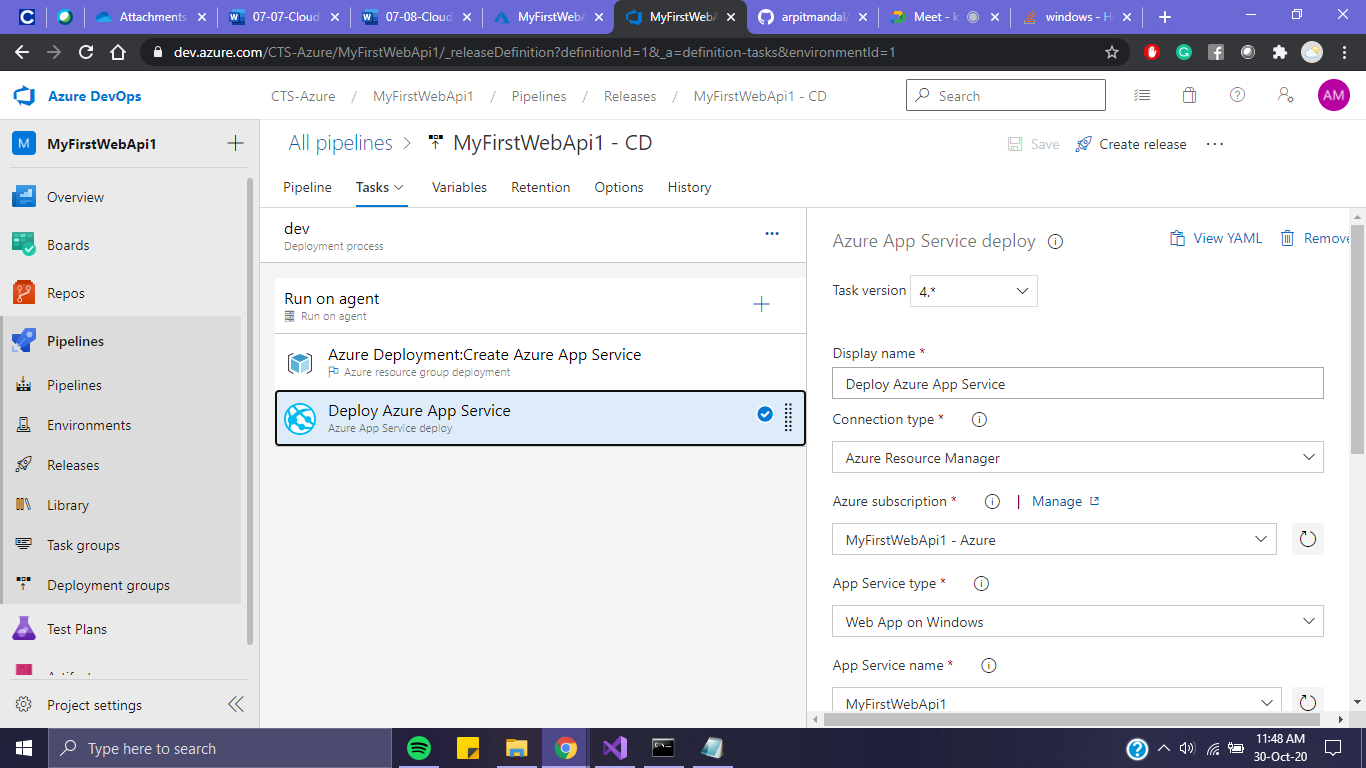 Attachments
07-07-Cloud
07-08-Cloud
MyFirstWeb
MyFirstWebA
arpitmandal/
Meet - k
windows - H
dev.azure.com/CTS-Azure/MyFirstWebApi1/_releaseDefinition?definitionId=1&_a=definition-tasks&environmentId=1
Azure DevOps
CTS-Azure / MyFirstWebApi1 / Pipelines / Releases / MyFirstWebApi1 - CD
Search
AM
M MyFirstWebApi1
Overview
Boards
Repos
Pipelines
Pipelines
Environments
Releases
Library
Task groups
Deployment groups
Test Plans
Project settings
All pipelines > MyFirstWebApi1 - CD
Save
Create release
Pipeline
Tasks
Variables
Retention
Options
History
dev
Deployment process
Run on agent
Run on agent
Azure Deployment:Create Azure App Service
Azure resource group deployment
Deploy Azure App Service
Azure App Service deploy
Azure App Service deploy
View YAML
Remove
Task version 4.*
Display name *
Deploy Azure App Service
Connection type *
Azure Resource Manager
Azure subscription * | Manage
MyFirstWebApi1 - Azure
App Service type *
Web App on Windows
App Service name *
MyFirstWebApi1
Type here to search
11:48 AM
30-Oct-20